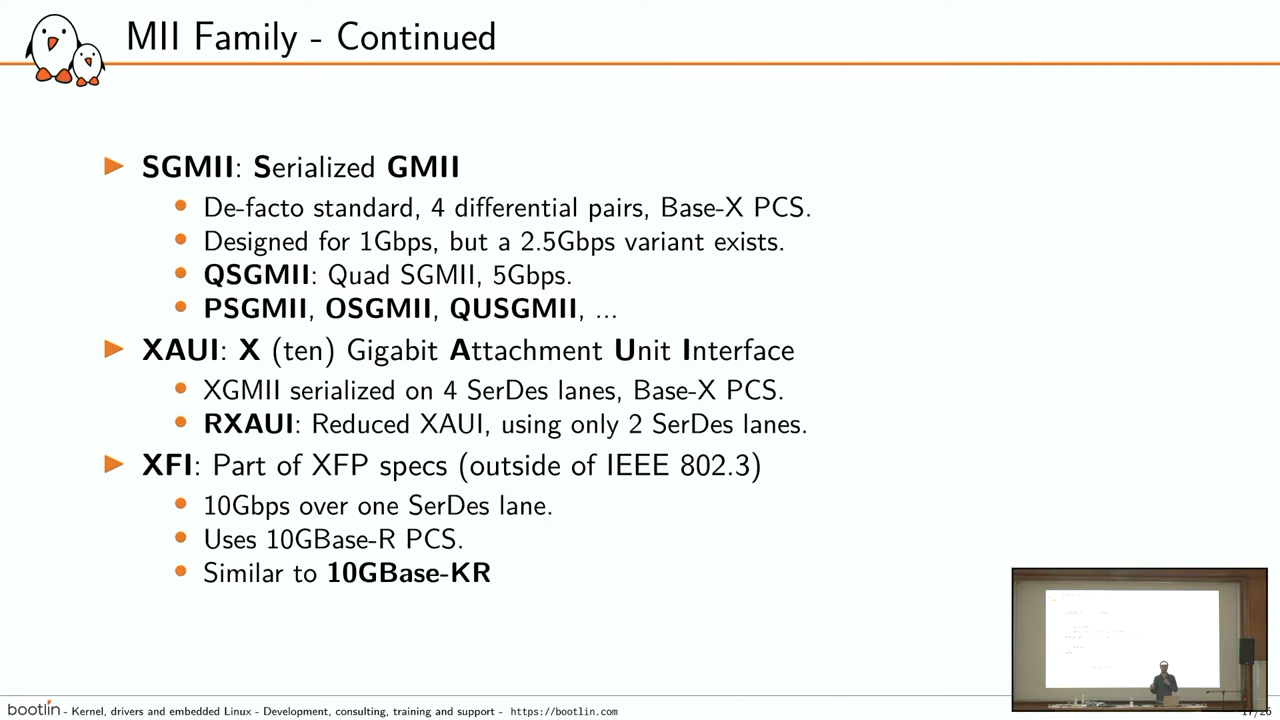 MII Family - Continued
SGMII: Serialized GMII
De-facto standard, 4 differential pairs, Base-X PCS.
Designed for 1Gbps, but a 2.5Gbps variant exists.
QSGMII: Quad SGMII, 5Gbps.
PSGMII, OSGMII, QUSGMII, ...
XAUI: X (ten) Gigabit Attachment Unit Interface
XGMII serialized on 4 SerDes lanes, Base-X PCS.
RXAUI: Reduced XAUI, using only 2 SerDes lanes.
XFI: Part of XFP specs (outside of IEEE 802.3)
10Gbps over one SerDes lane.
Uses 10GBase-R PCS.
Similar to 10GBase-KR
bootlin - Kernel, drivers and embedded Linux - Development, consulting, training and support - https://bootlin.com